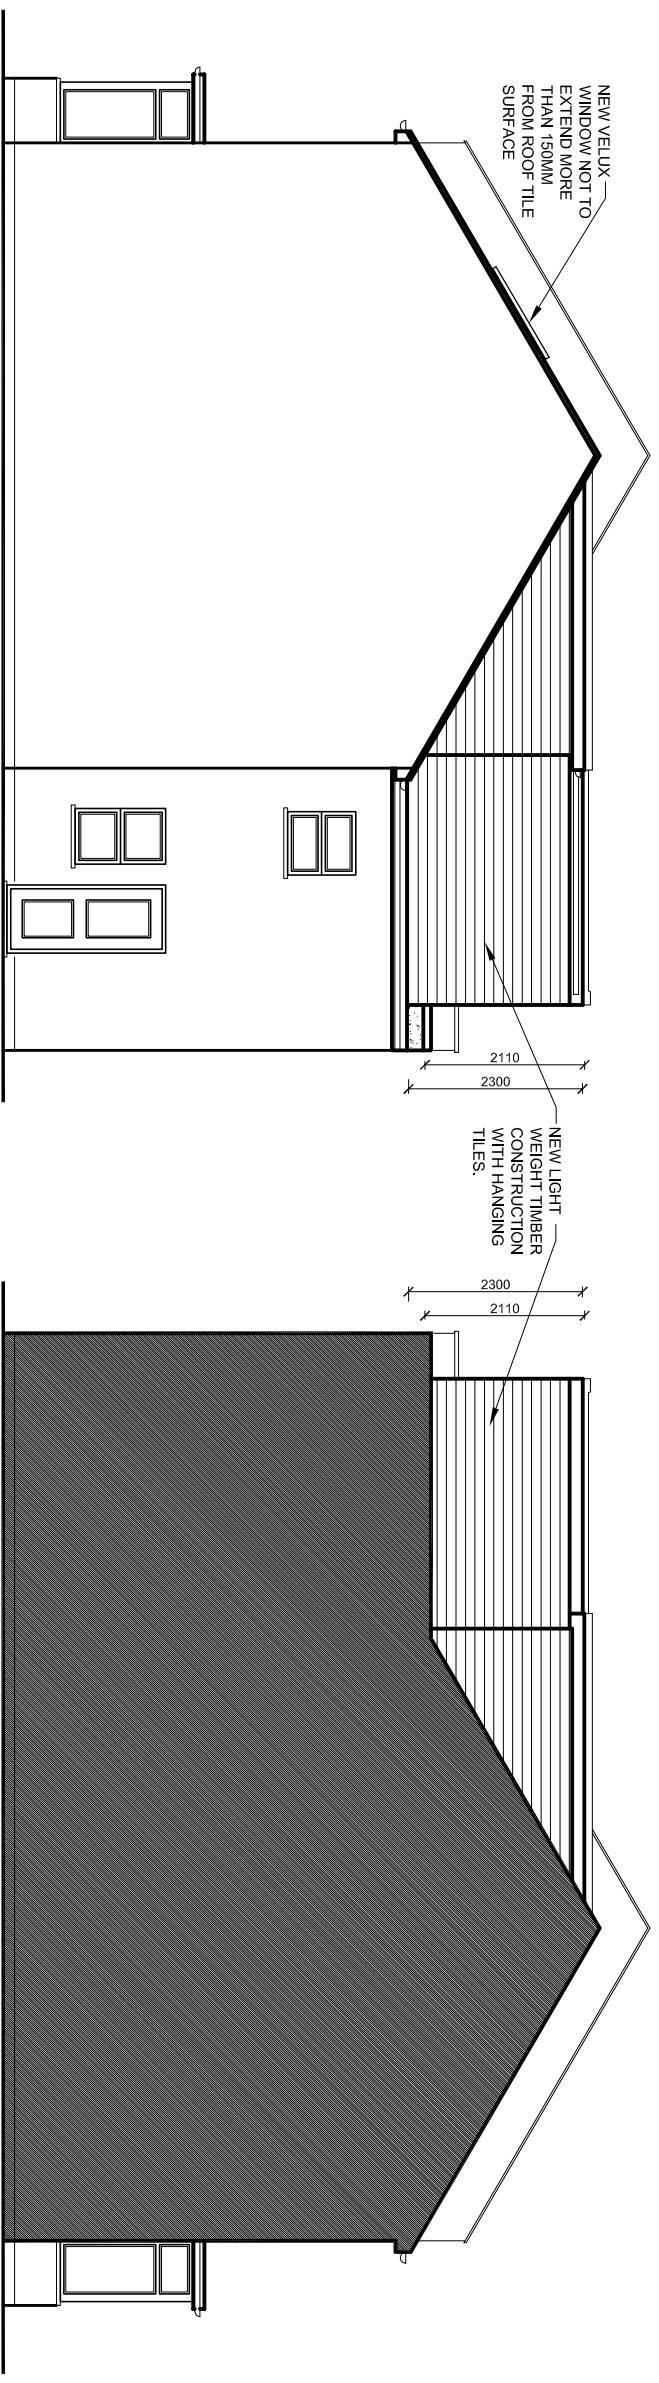 NEW VELUX
WINDOW NOT TO
EXTEND MORE
THAN 150MM
FROM ROOF TILE
SURFACE
2110
2300
NEW LIGHT
WEIGHT TIMBER
CONSTRUCTION
WITH HANGING
TILES.
2300
2110